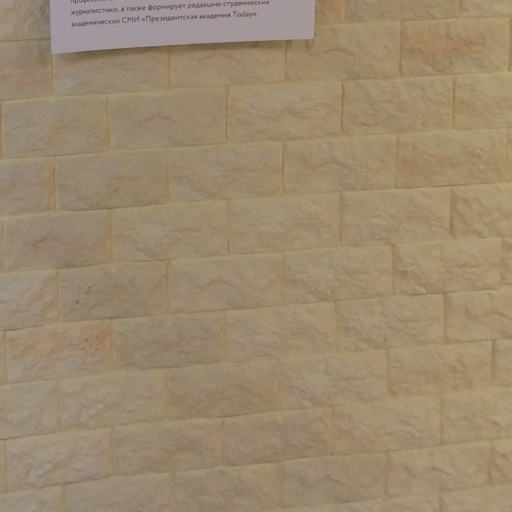 журналистики, а также формирует редакцию студенческих
академических СМИ «Президентская академия Today».